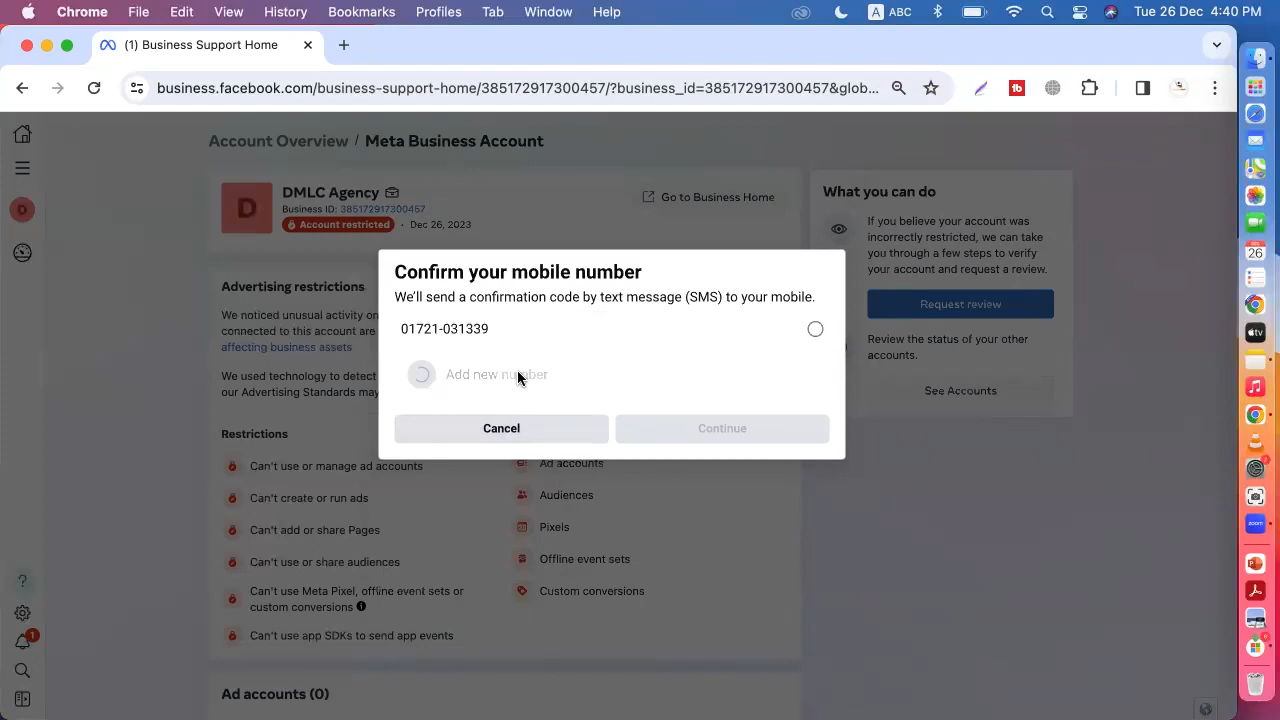 Chrome File Edit View History Bookmarks Profiles Tab Window Help A ABC Tue 26 Dec 4:40 PM
(1) Business Support Home
business.facebook.com/business-support-home/385172917300457/?business_id=385172917300457&glob...
Account Overview / Meta Business Account
D
DMLC Agency
Business ID: 385172917300457
Account restricted · Dec 26, 2023
Go to Business Home
What you can do
If you believe your account was
incorrectly restricted, we can take
you through a few steps to verify
your account and request a review.
Request review
Review the status of your other
accounts.
See Accounts
Advertising restrictions
We noticed unusual activity on
connected to this account are
affecting business assets
We used technology to detect
our Advertising Standards may
Confirm your mobile number
We'll send a confirmation code by text message (SMS) to your mobile.
01721-031339
Add new number
Cancel
Continue
Restrictions
Can't use or manage ad accounts
Can't create or run ads
Can't add or share Pages
Can't use or share audiences
Can't use Meta Pixel, offline event sets or
custom conversions
Can't use app SDKs to send app events
Ad accounts
Audiences
Pixels
Offline event sets
Custom conversions
Ad accounts (0)
D
1
26
tv
zoom